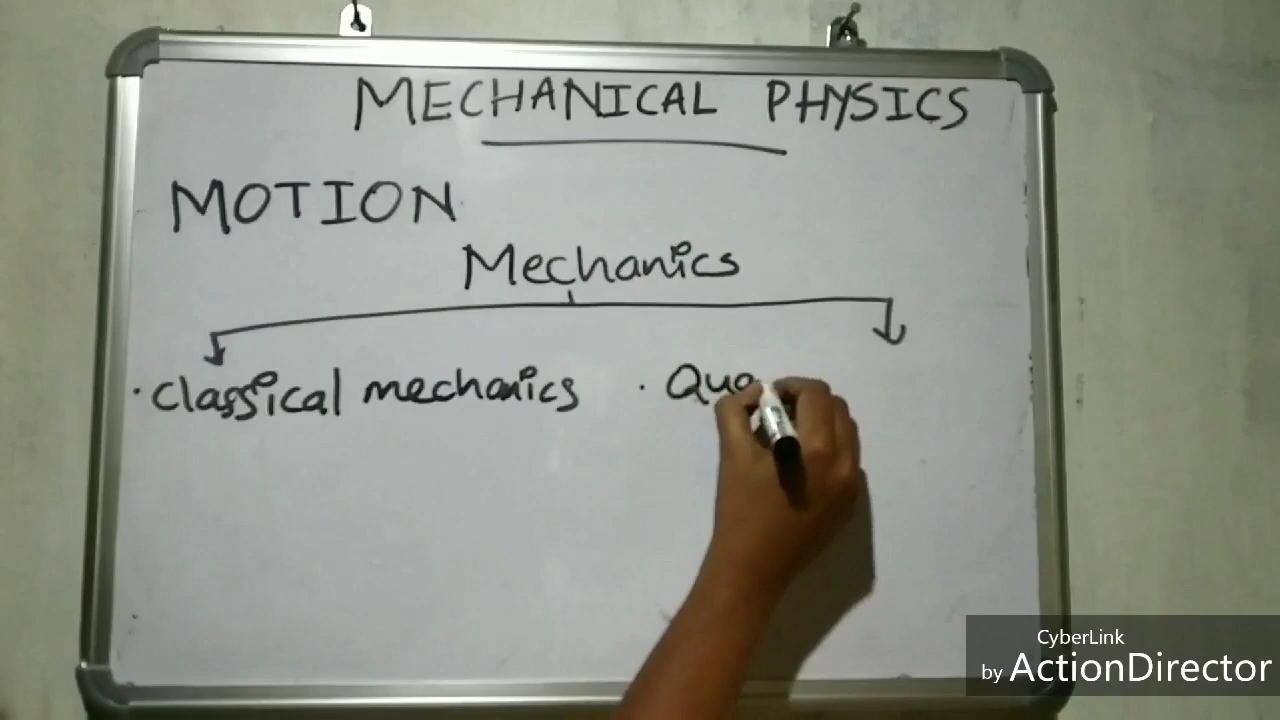 MECHANICAL PHYSICS
MOTION
Mechanics
· Classical mechanics · Qua
CyberLink
by ActionDirector